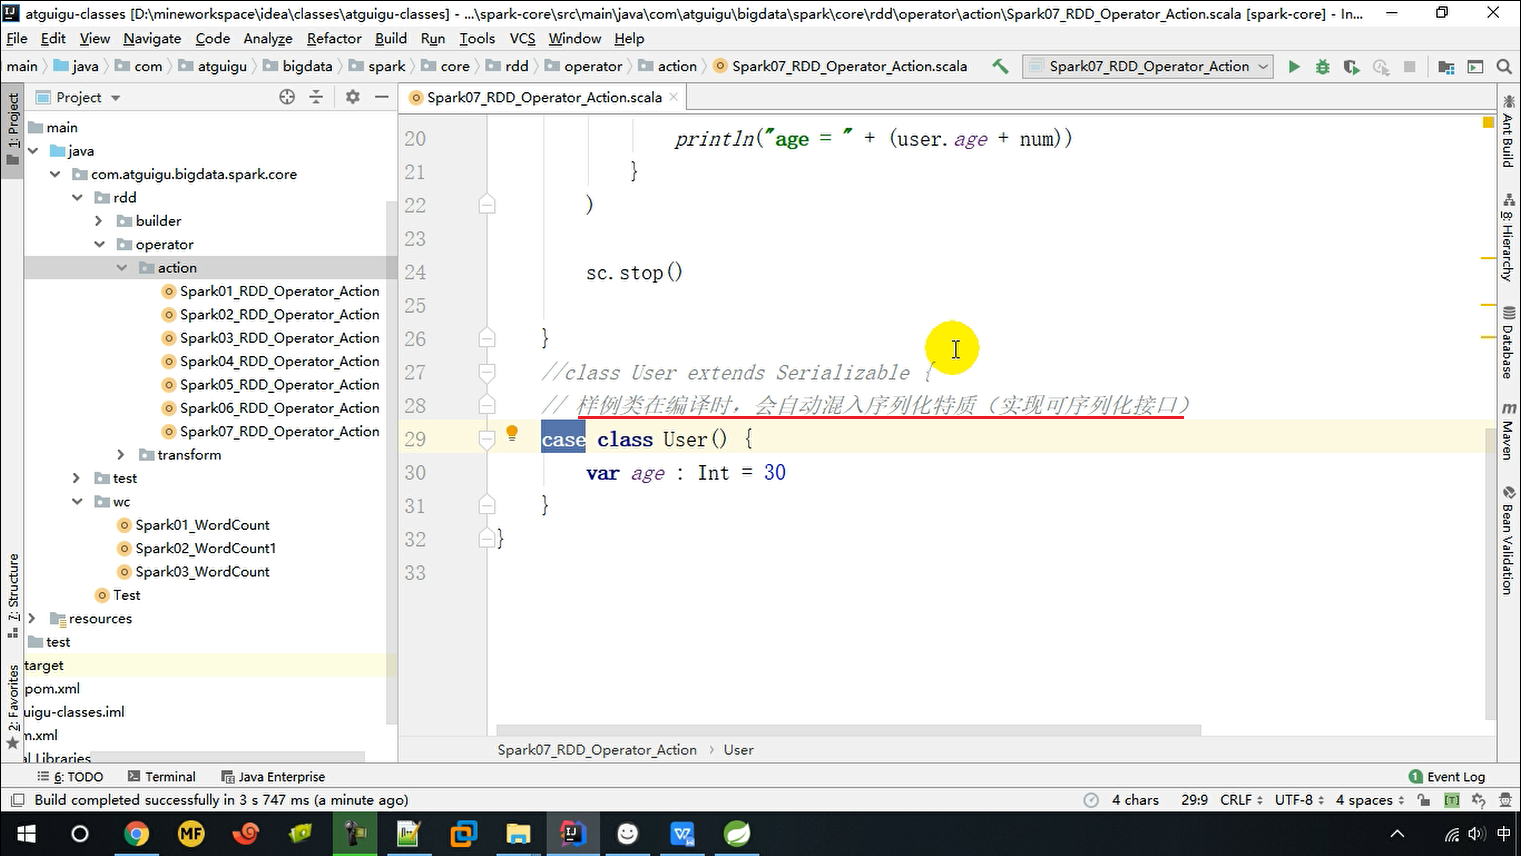 atguigu-classes [D:\mineworkspace\idea\classes\atguigu-classes] - ...\spark-core\src\main\java\com\atguigu\bigdata\spark\core\rdd\operator\action\Spark07_RDD_Operator_Action.scala [spark-core] - In...
File Edit View Navigate Code Analyze Refactor Build Run Tools VCS Window Help
main java com atguigu bigdata spark core rdd operator action Spark07_RDD_Operator_Action.scala Spark07_RDD_Operator_Action
1: Project
Project
Spark07_RDD_Operator_Action.scala
main
java
com.atguigu.bigdata.spark.core
rdd
builder
operator
action
Spark01_RDD_Operator_Action
Spark02_RDD_Operator_Action
Spark03_RDD_Operator_Action
Spark04_RDD_Operator_Action
Spark05_RDD_Operator_Action
Spark06_RDD_Operator_Action
Spark07_RDD_Operator_Action
transform
test
wc
Spark01_WordCount
Spark02_WordCount1
Spark03_WordCount
Test
resources
test
target
pom.xml
uigu-classes.iml
n.xml
al Libraries
7: Structure
2: Favorites
20 println("age = " + (user.age + num))
21 }
22 )
23
24 sc.stop()
25
26 }
27 //class User extends Serializable {
28 // 样例类在编译时，会自动混入序列化特质（实现可序列化接口）
29 case class User() {
30 var age : Int = 30
31 }
32 }
33
Spark07_RDD_Operator_Action › User
Ant Build
8: Hierarchy
Database
m Maven
Bean Validation
6: TODO Terminal Java Enterprise 1 Event Log
Build completed successfully in 3 s 747 ms (a minute ago) 4 chars 29:9 CRLF UTF-8 4 spaces [T]
MF 中